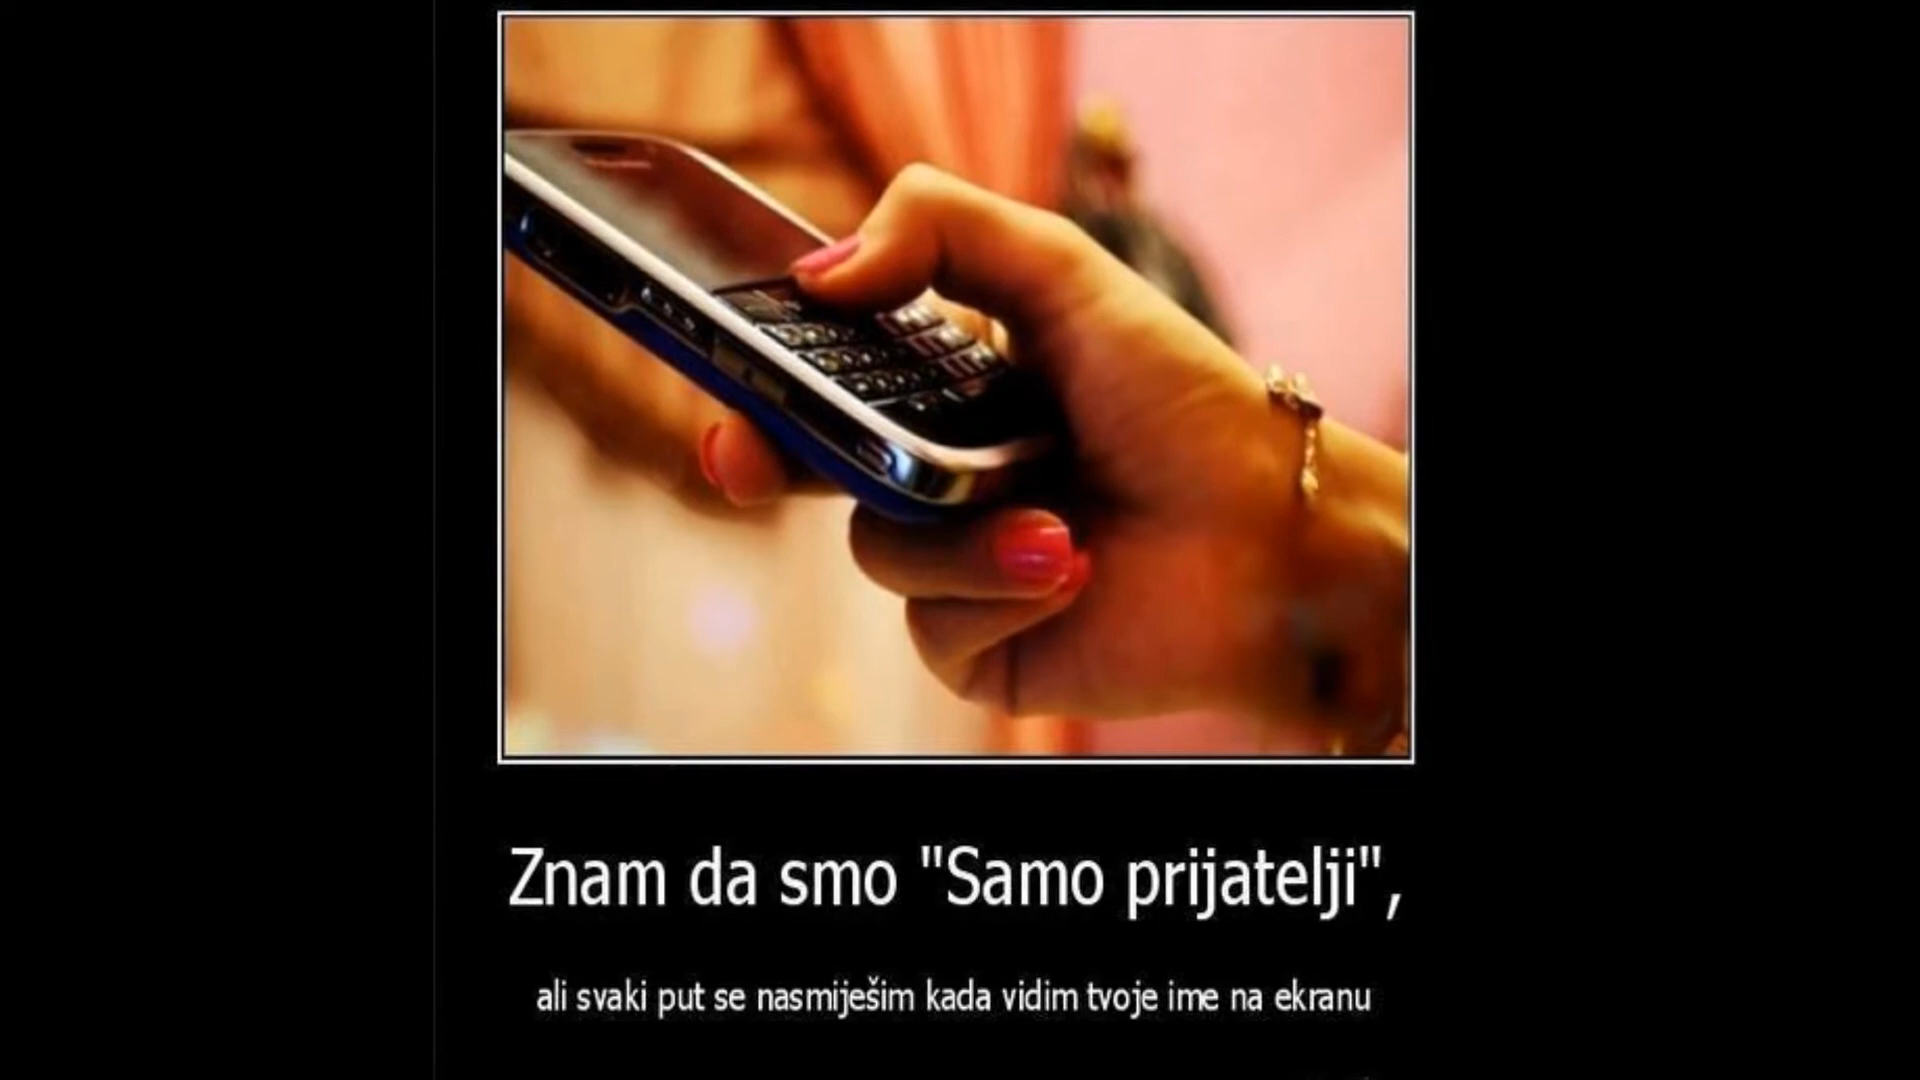 Znam da smo "Samo prijatelji",
ali svaki put se nasmiješim kada vidim tvoje ime na ekranu